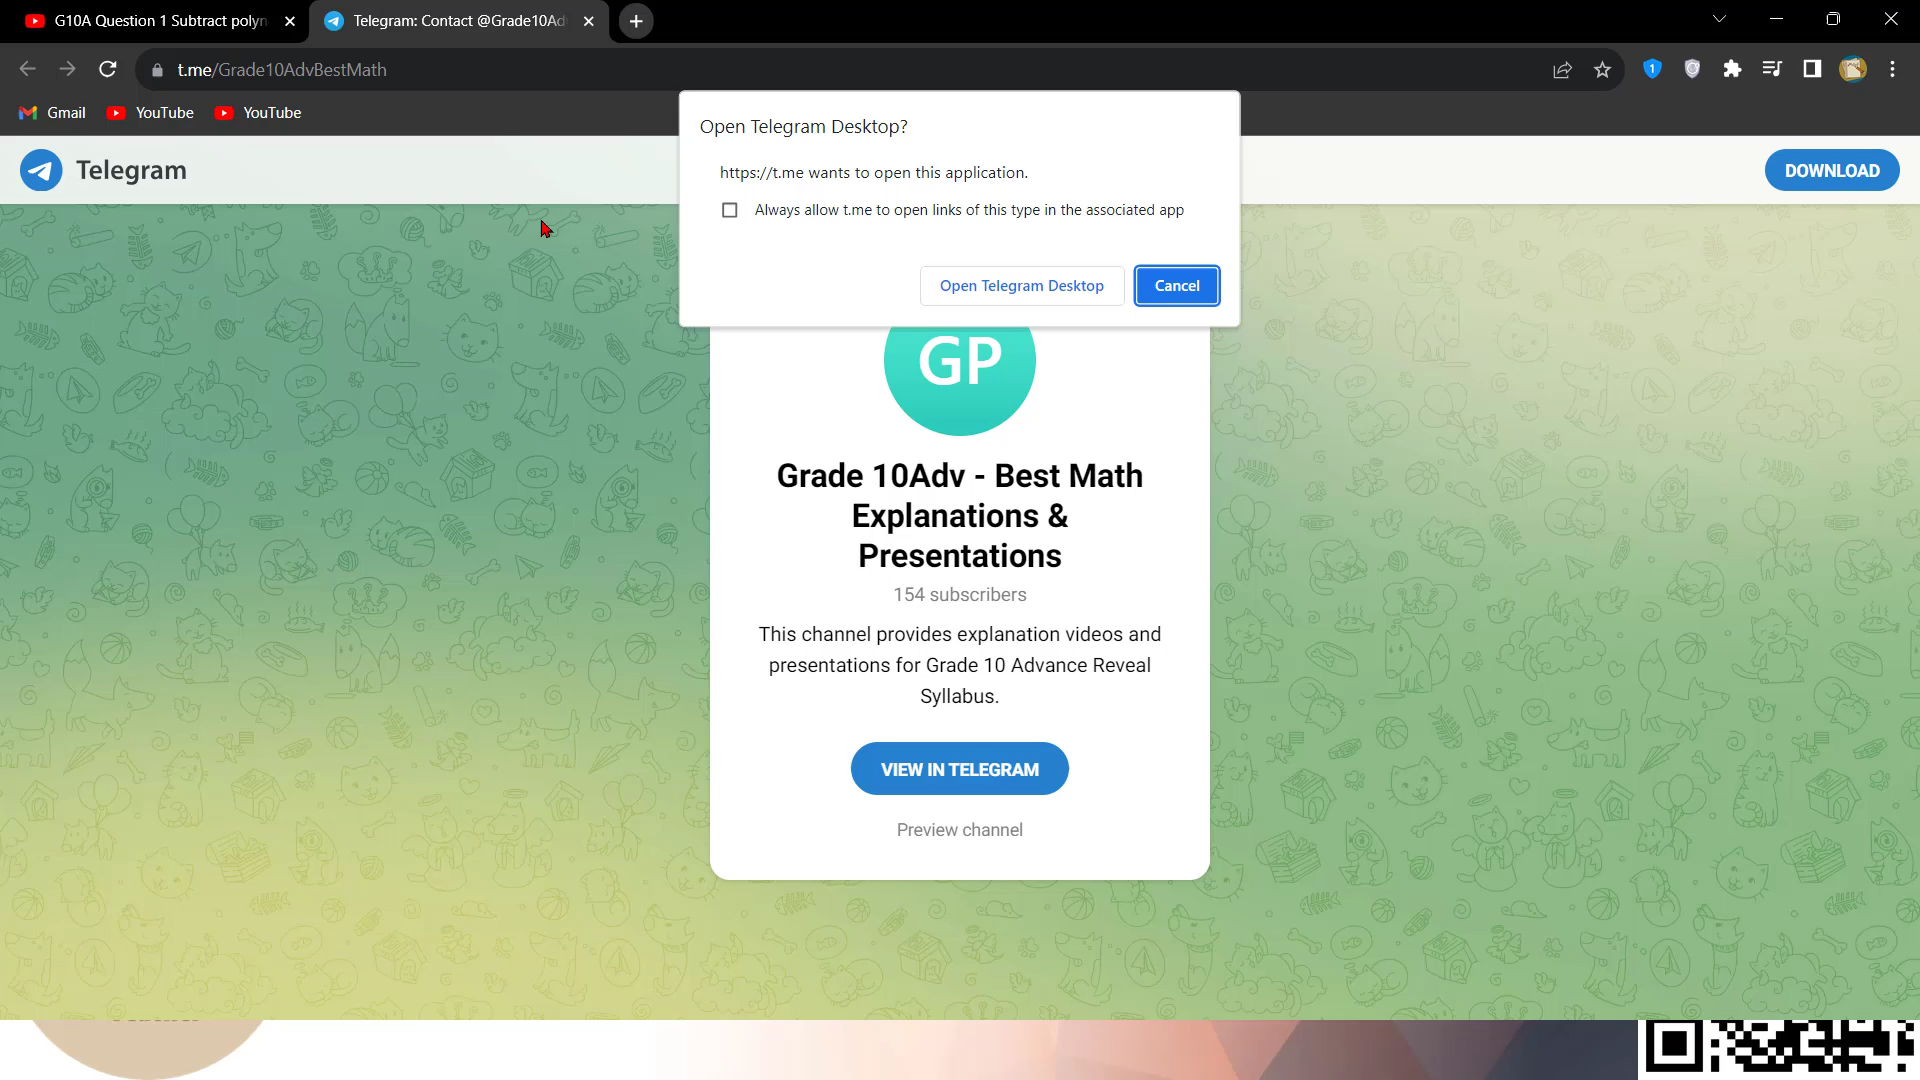 G10A Question 1 Subtract polyn
Telegram: Contact @Grade10Ad
t.me/Grade10AdvBestMath
Gmail
YouTube
YouTube
Telegram
DOWNLOAD
Open Telegram Desktop?
https://t.me wants to open this application.
Always allow t.me to open links of this type in the associated app
Open Telegram Desktop
Cancel
GP
Grade 10Adv - Best Math
Explanations &
Presentations
154 subscribers
This channel provides explanation videos and
presentations for Grade 10 Advance Reveal
Syllabus.
VIEW IN TELEGRAM
Preview channel